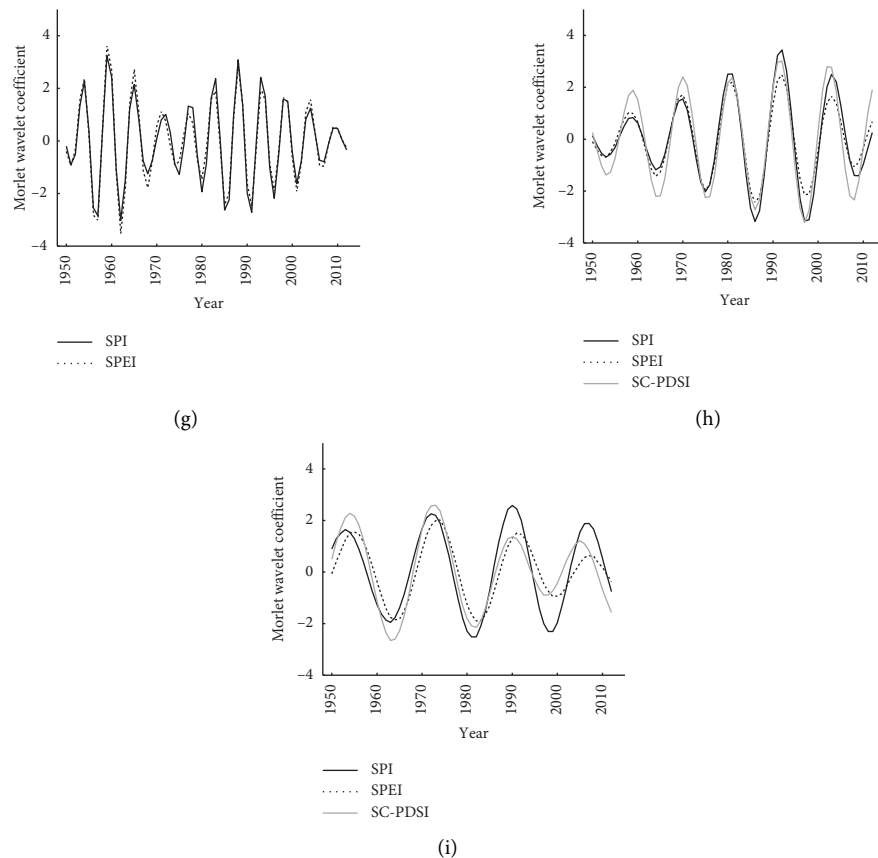 4
2
0
−2
−4
Morlet wavelet coefficient
1950
1960
1970
1980
1990
2000
2010
Year
SPI
SPEI
(g)
4
2
0
−2
−4
Morlet wavelet coefficient
1950
1960
1970
1980
1990
2000
2010
Year
SPI
SPEI
SC-PDSI
(h)
4
2
0
−2
−4
Morlet wavelet coefficient
1950
1960
1970
1980
1990
2000
2010
Year
SPI
SPEI
SC-PDSI
(i)